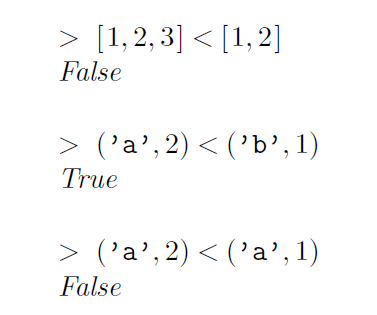 > [1, 2, 3] < [1, 2]
False
> ('a', 2) < ('b', 1)
True
> ('a', 2) < ('a', 1)
False